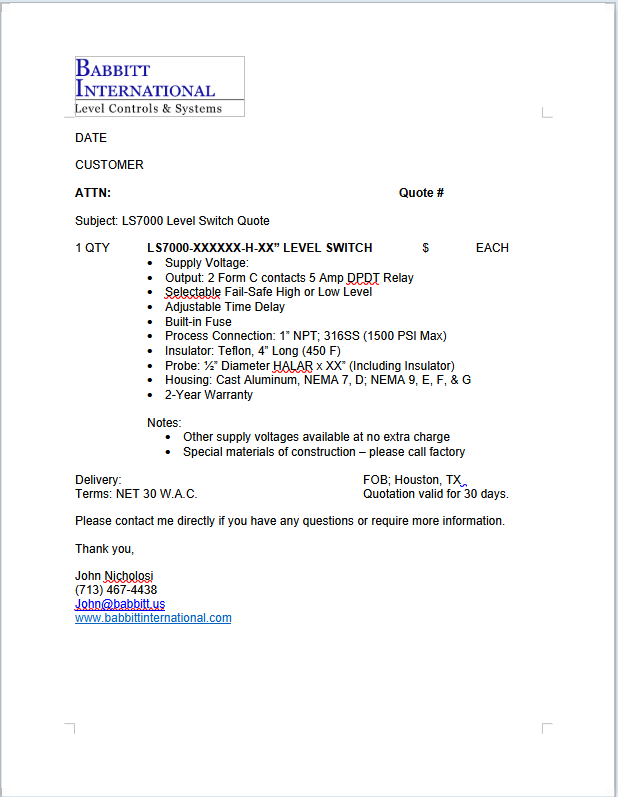 BABBITT
INTERNATIONAL
Level Controls & Systems
DATE
CUSTOMER
ATTN: Quote #
Subject: LS7000 Level Switch Quote
1 QTY LS7000-XXXXXX-H-XX” LEVEL SWITCH $ EACH
• Supply Voltage:
• Output: 2 Form C contacts 5 Amp DPDT Relay
• Selectable Fail-Safe High or Low Level
• Adjustable Time Delay
• Built-in Fuse
• Process Connection: 1” NPT; 316SS (1500 PSI Max)
• Insulator: Teflon, 4” Long (450 F)
• Probe: ½” Diameter HALAR x XX” (Including Insulator)
• Housing: Cast Aluminum, NEMA 7, D; NEMA 9, E, F, & G
• 2-Year Warranty
Notes:
• Other supply voltages available at no extra charge
• Special materials of construction – please call factory
Delivery: FOB; Houston, TX
Terms: NET 30 W.A.C. Quotation valid for 30 days.
Please contact me directly if you have any questions or require more information.
Thank you,
John Nicholosi
(713) 467-4438
John@babbitt.us
www.babbittinternational.com